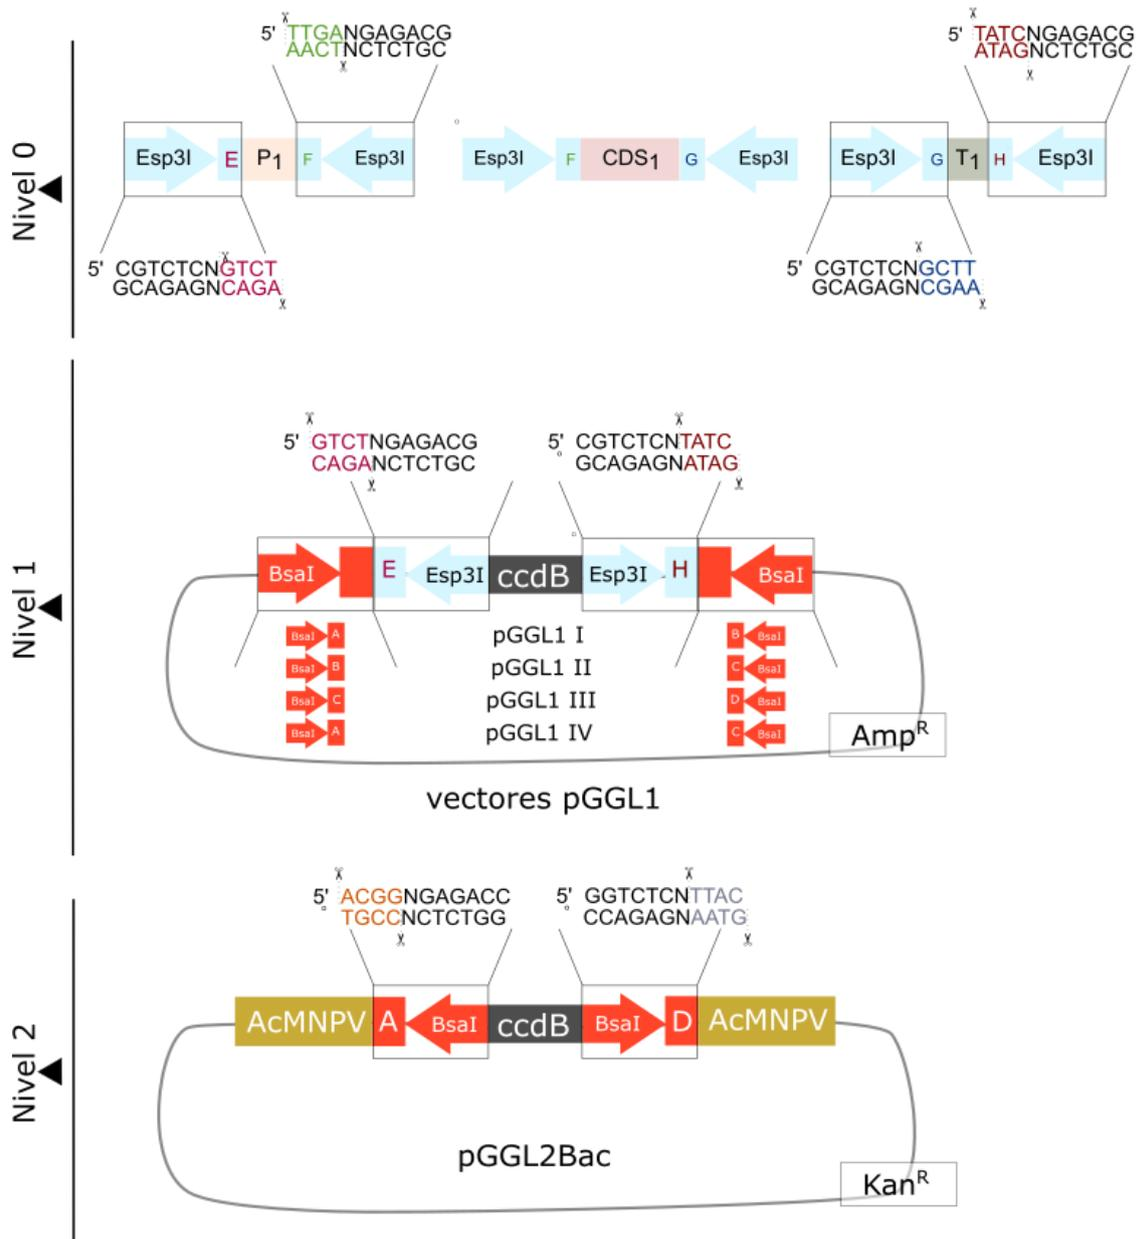 Nivel 0
5' TTGANGAGACG
AACTNCTCTGC
5' TATCNGAGACG
ATAGNCTCTGC
Esp3I E P1 F Esp3I
Esp3I F CDS1 G Esp3I
Esp3I G T1 H Esp3I
5' CGTCTCNGTCT
GCAGAGNCAGA
5' CGTCTCNGCTT
GCAGAGNCGAA
Nivel 1
5' GTCTNGAGACG
CAGANCTCTGC
5' CGTCTCNTATC
GCAGAGNATAG
BsaI E Esp3I ccdB Esp3I H BsaI
BsaI A pGGL1 I B BsaI
BsaI B pGGL1 II C BsaI
BsaI C pGGL1 III D BsaI
BsaI A pGGL1 IV C BsaI
AmpR
vectores pGGL1
Nivel 2
5' ACGGNGAGACC
TGCCNCTCTGG
5' GGTCTCNTTAC
CCAGAGNAATG
AcMNPV A BsaI ccdB BsaI D AcMNPV
pGGL2Bac
KanR